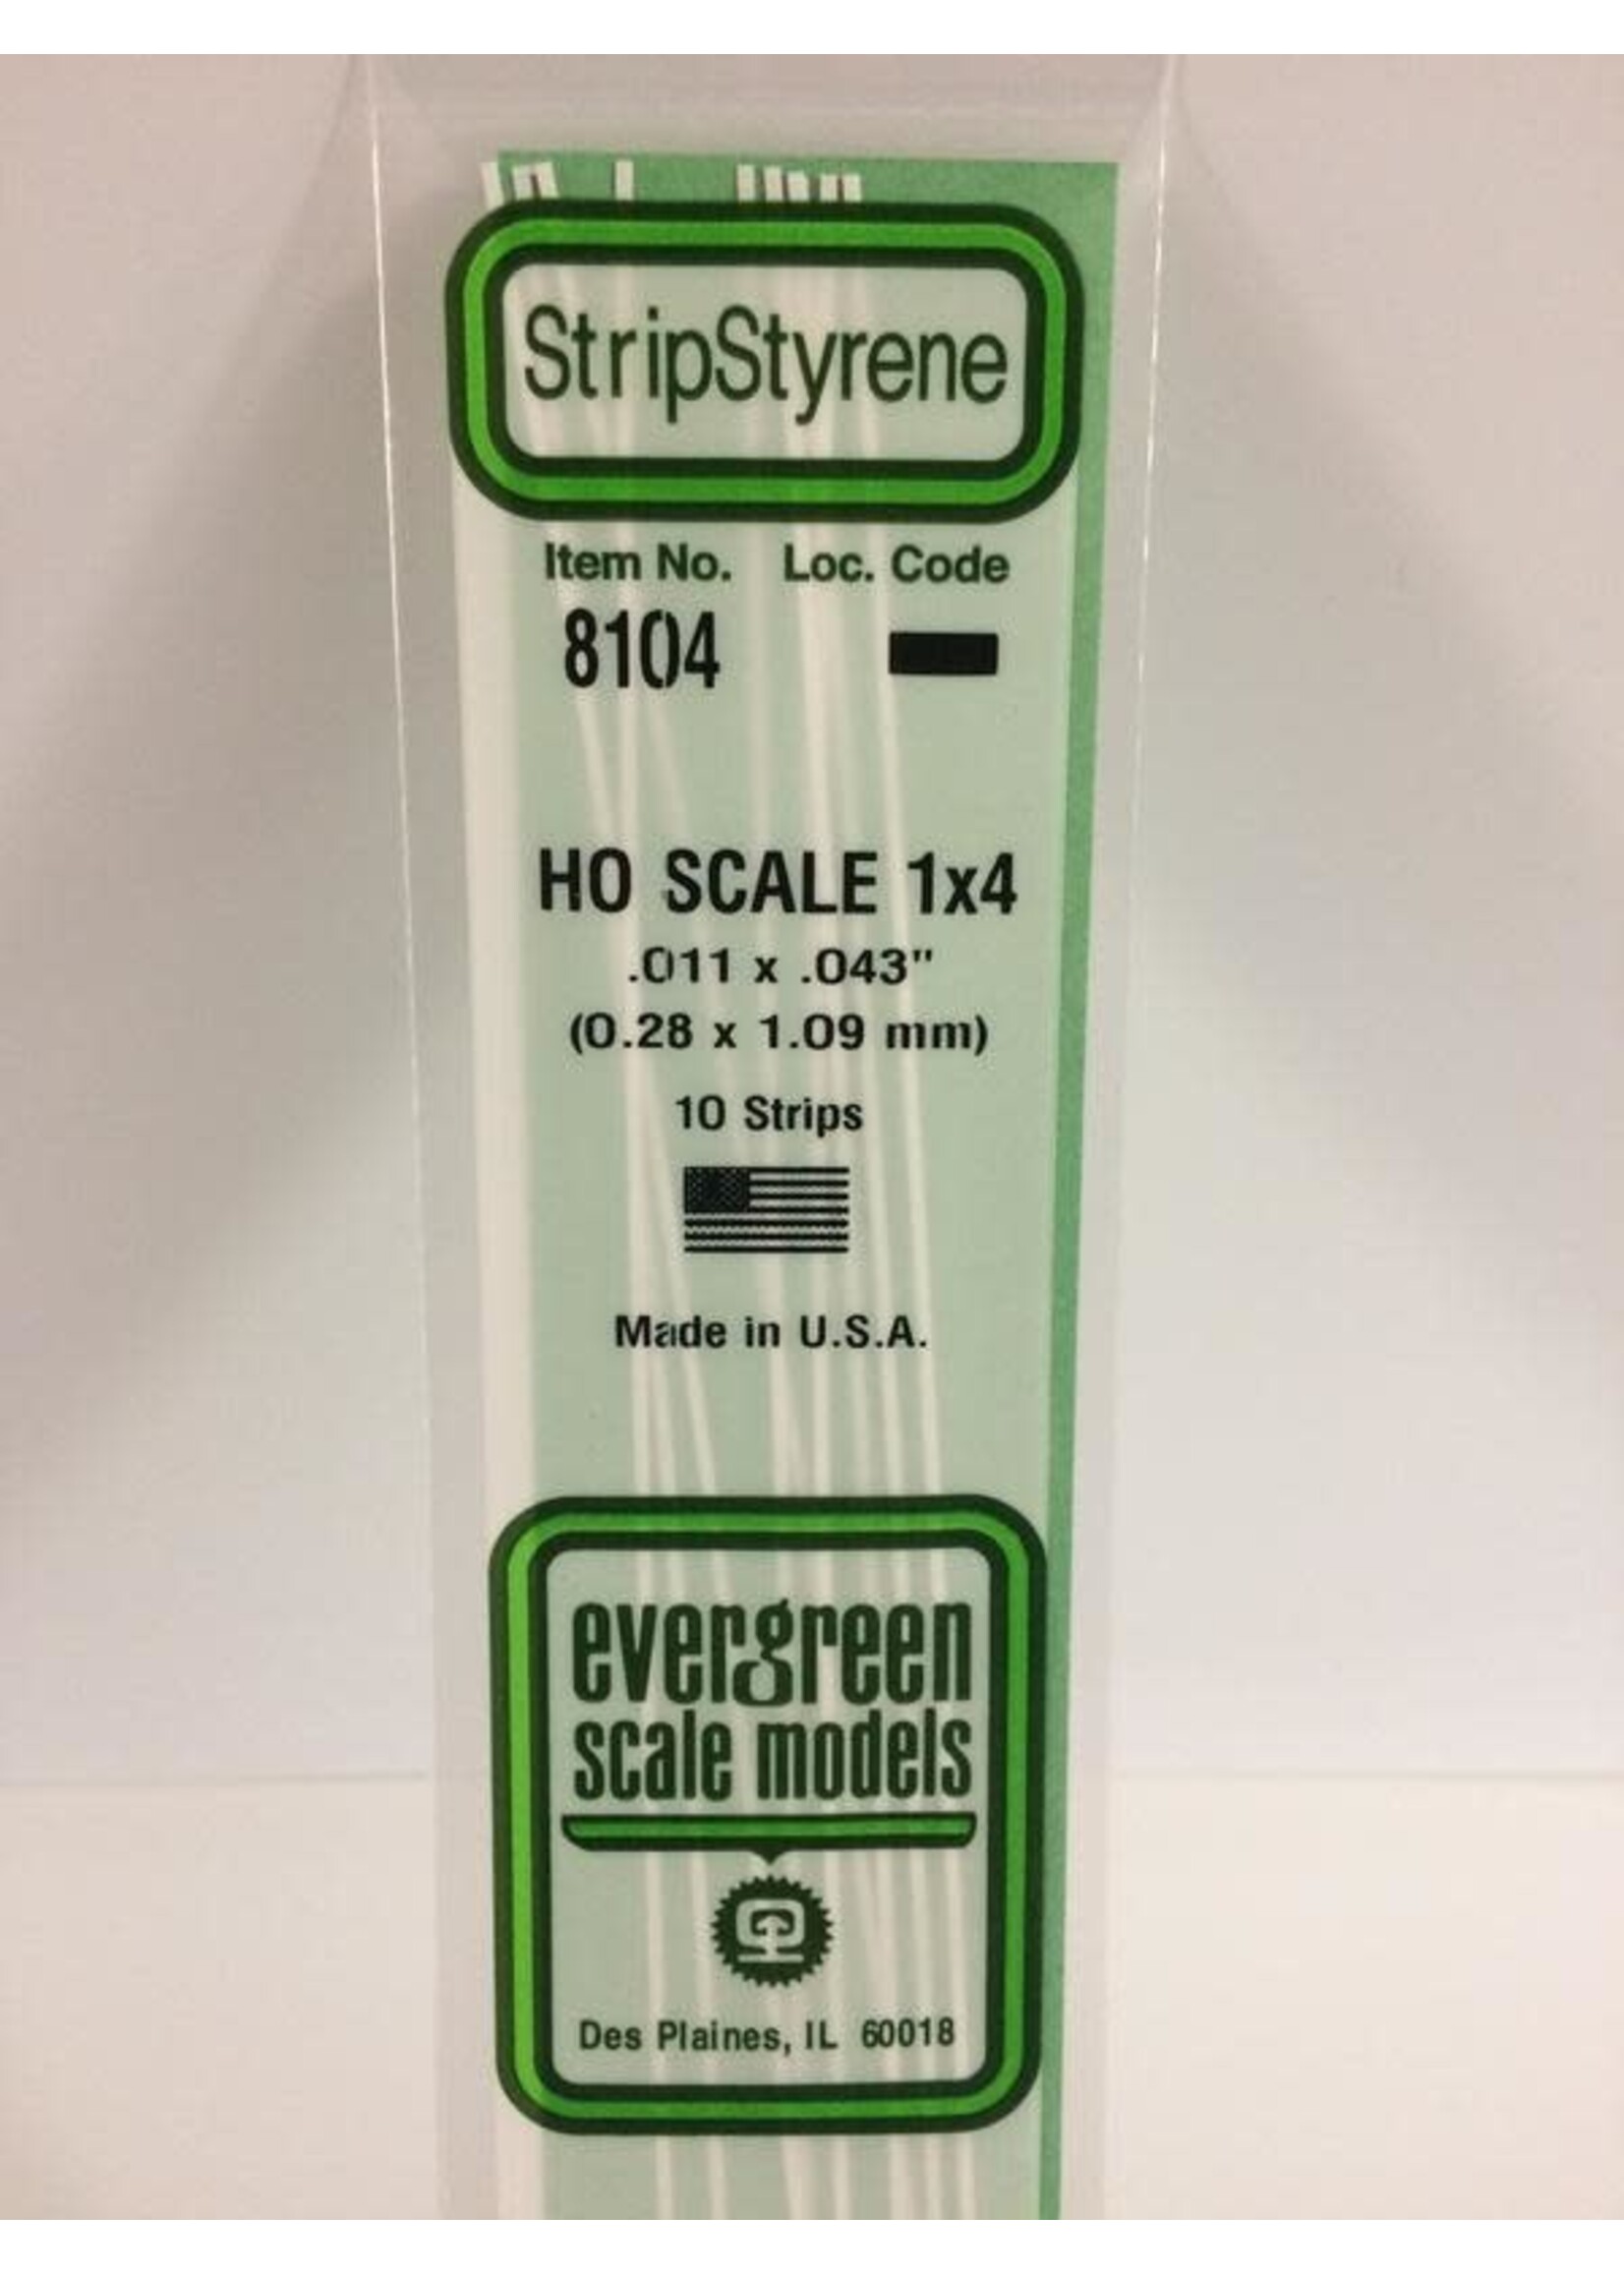 StripStyrene
Item No. Loc. Code
8104
HO SCALE 1x4
.011 x .043"
(0.28 x 1.09 mm)
10 Strips
Made in U.S.A.
evergreen
scale models
Des Plaines, IL 60018